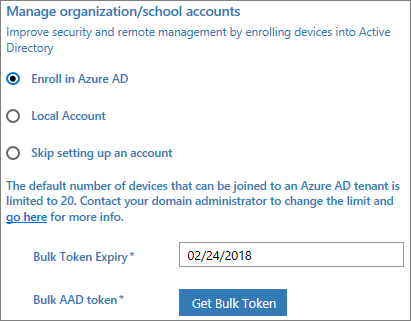 Manage organization/school accounts
Improve security and remote management by enrolling devices into Active
Directory
Enroll in Azure AD
Local Account
Skip setting up an account
The default number of devices that can be joined to an Azure AD tenant is
limited to 20. Contact your domain administrator to change the limit and
go here for more info.
Bulk Token Expiry*
02/24/2018
Bulk AAD token*
Get Bulk Token